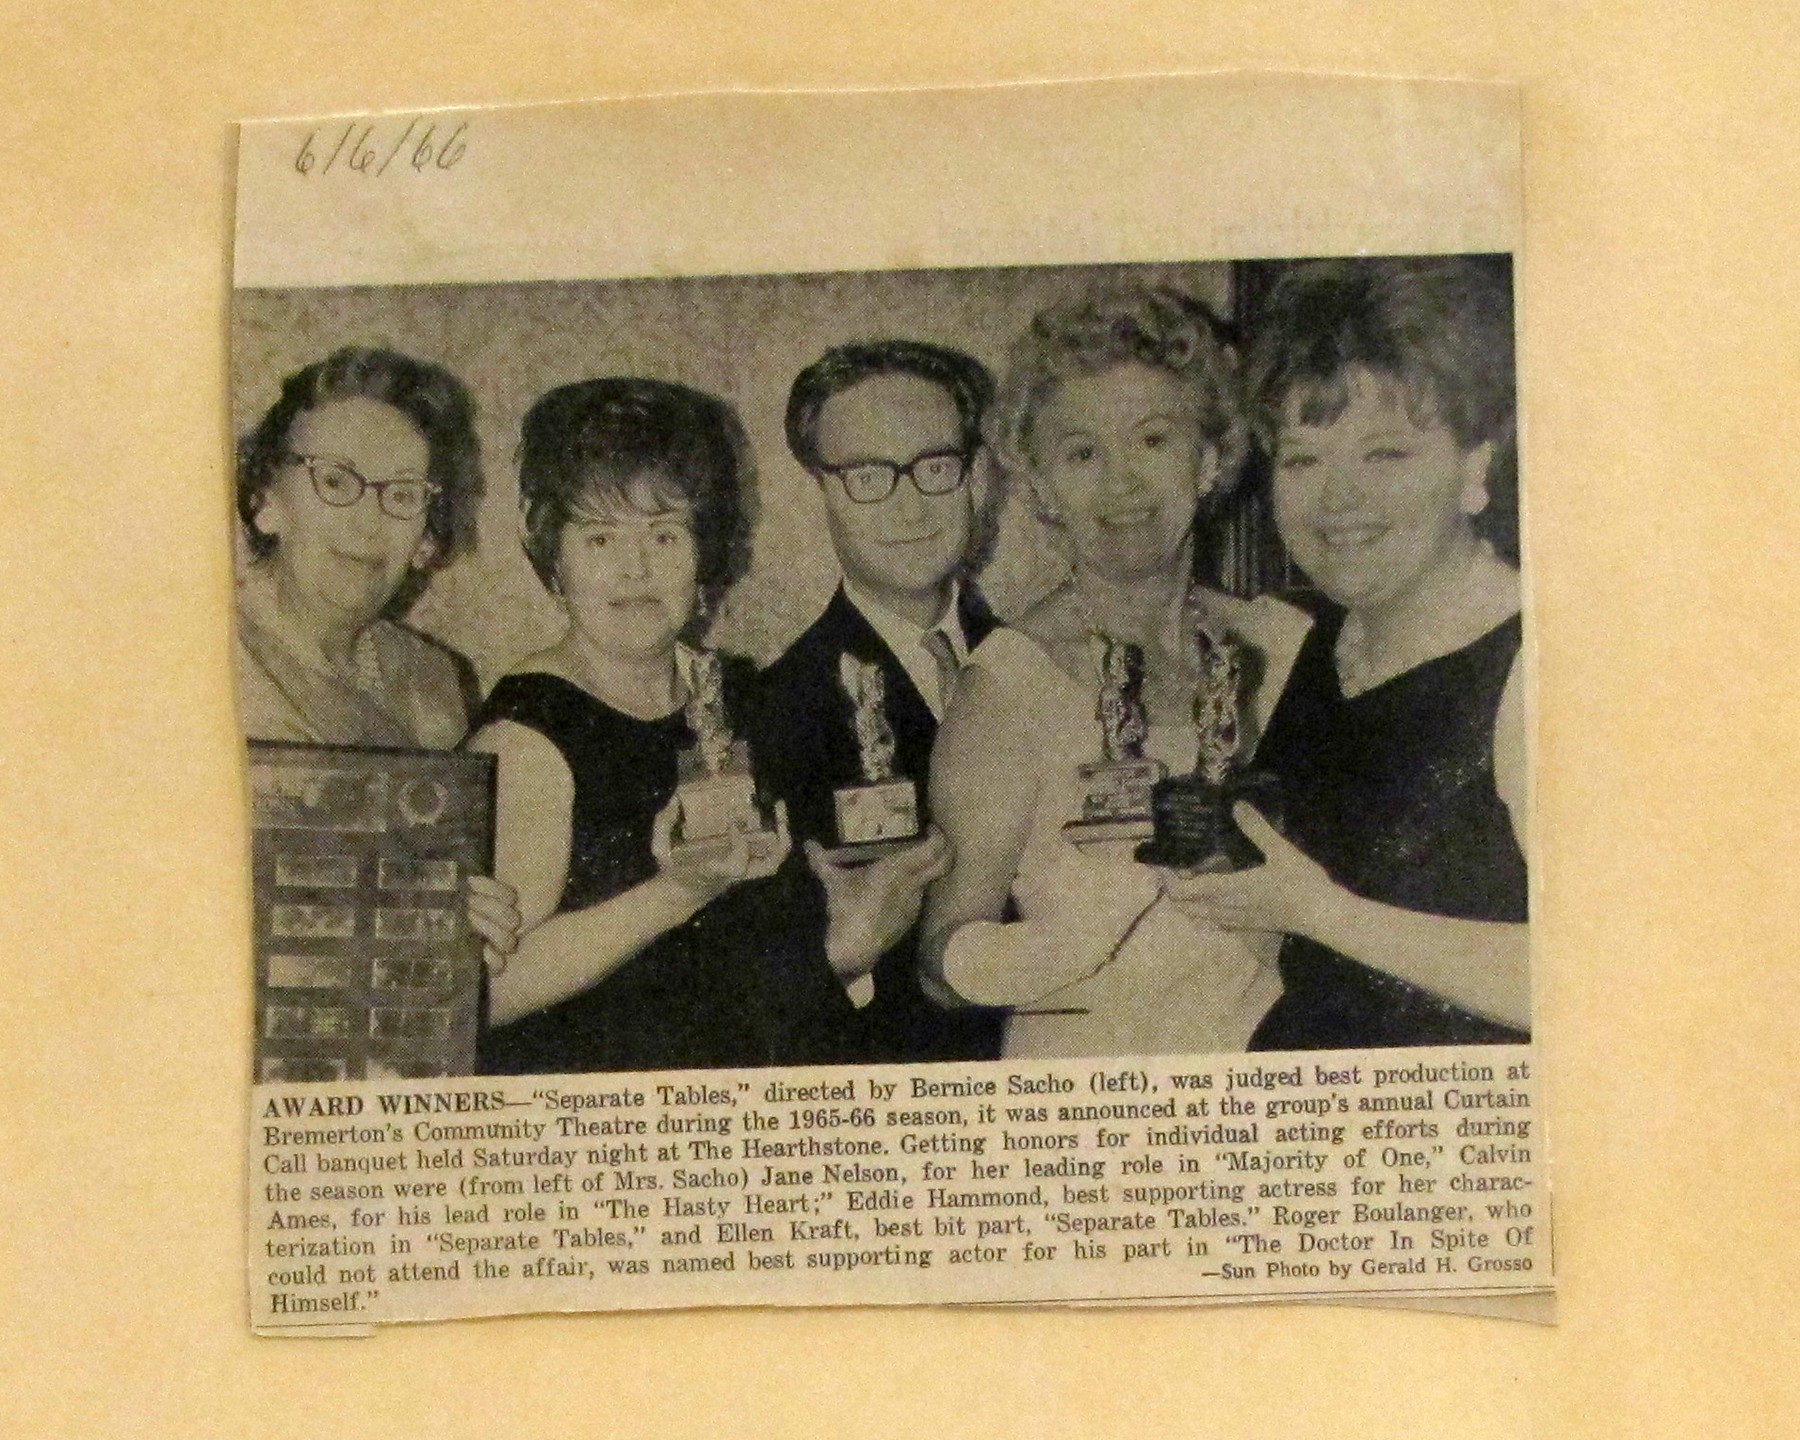 6/6/66
AWARD WINNERS—“Separate Tables,” directed by Bernice Sacho (left), was judged best production at
Bremerton’s Community Theatre during the 1965-66 season, it was announced at the group’s annual Curtain
Call banquet held Saturday night at The Hearthstone. Getting honors for individual acting efforts during
the season were (from left of Mrs. Sacho) Jane Nelson, for her leading role in “Majority of One,” Calvin
Ames, for his lead role in “The Hasty Heart;” Eddie Hammond, best supporting actress for her charac-
terization in “Separate Tables,” and Ellen Kraft, best bit part, “Separate Tables.” Roger Boulanger, who
could not attend the affair, was named best supporting actor for his part in “The Doctor In Spite Of
Himself.”
—Sun Photo by Gerald H. Grosso